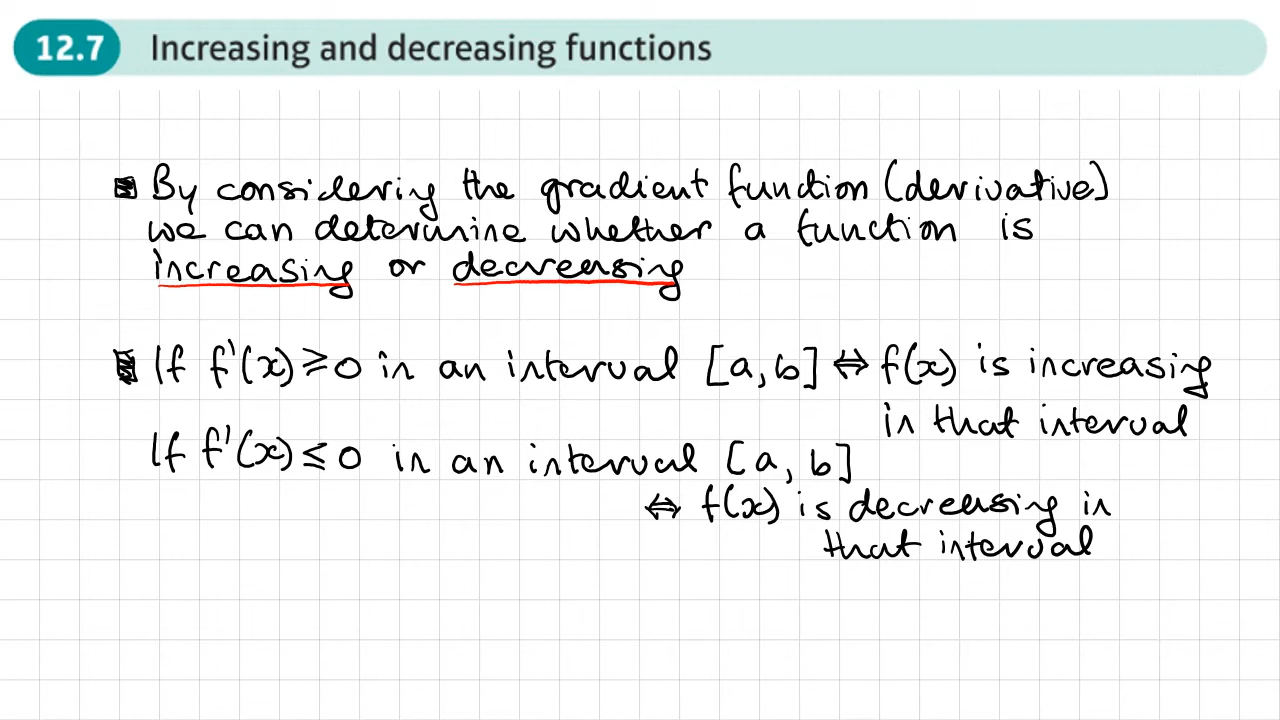 12.7 Increasing and decreasing functions
By considering the gradient function (derivative)
we can determine whether a function is
increasing or decreasing
If f'(x) ≥ 0 in an interval [a, b] ⇔ f(x) is increasing
in that interval
If f'(x) ≤ 0 in an interval [a, b]
⇔ f(x) is decreasing in
that interval